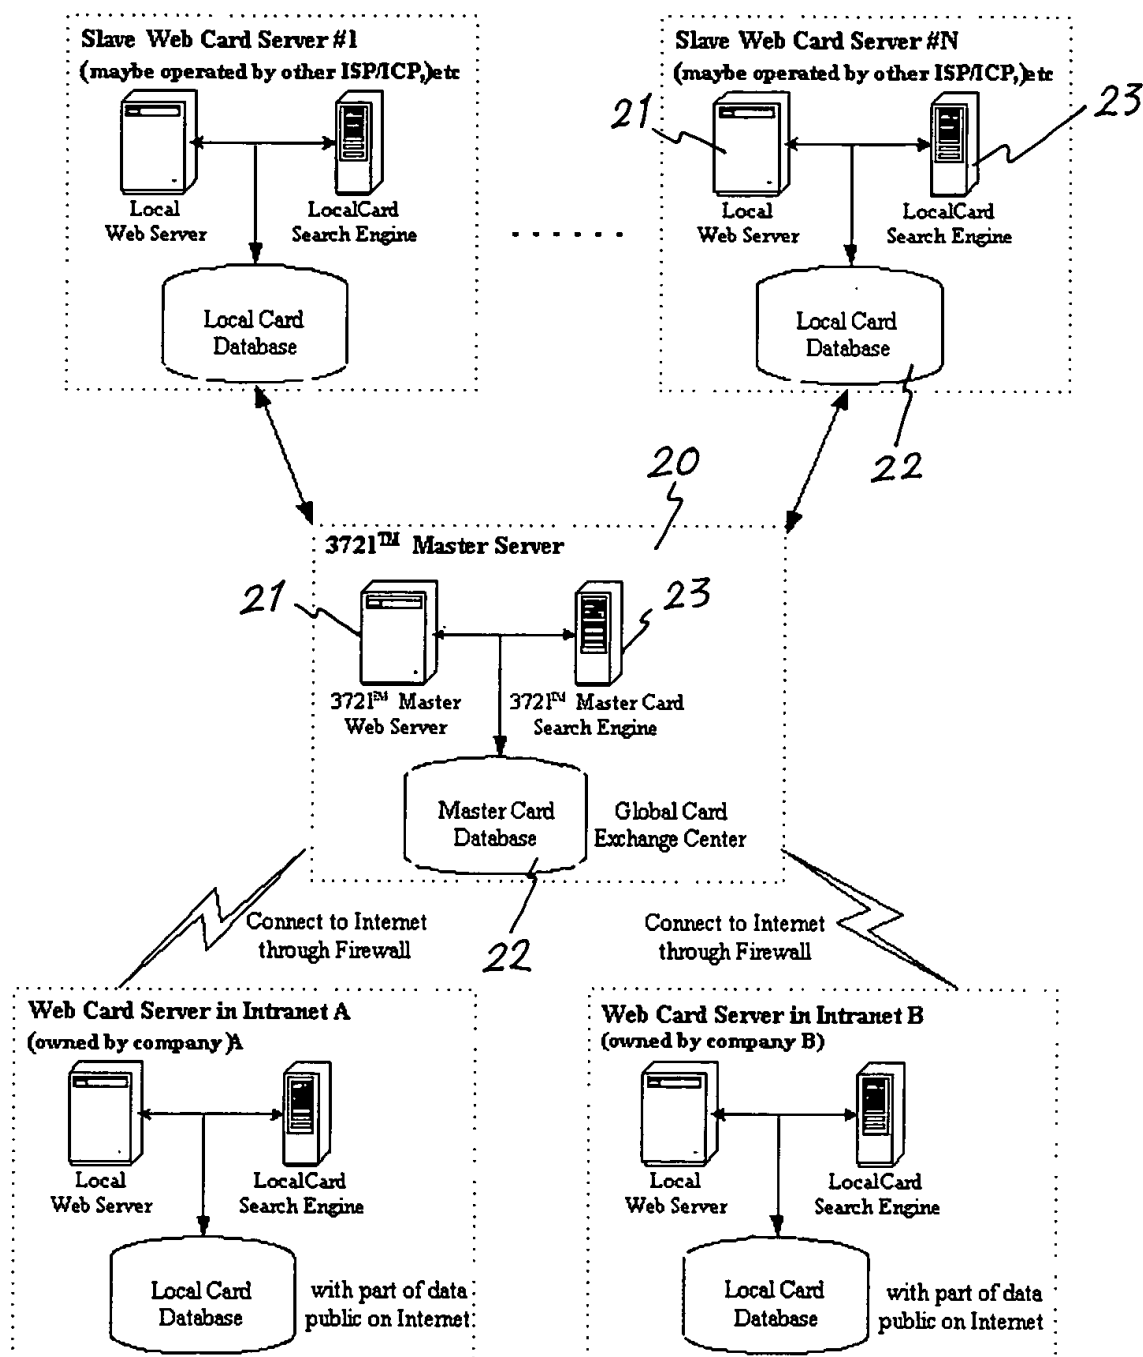 Slave Web Card Server #1
(maybe operated by other ISP/ICP,)etc
Local
Web Server
LocalCard
Search Engine
Local Card
Database
. . . . . .
Slave Web Card Server #N
(maybe operated by other ISP/ICP,)etc
21
23
Local
Web Server
LocalCard
Search Engine
Local Card
Database
22
20
3721™ Master Server
21
23
3721™ Master
Web Server
3721™ Master Card
Search Engine
Master Card
Database
Global Card
Exchange Center
22
Connect to Internet
through Firewall
Connect to Internet
through Firewall
Web Card Server in Intranet A
(owned by company )A
Local
Web Server
LocalCard
Search Engine
Local Card
Database
with part of data
public on Internet
Web Card Server in Intranet B
(owned by company B)
Local
Web Server
LocalCard
Search Engine
Local Card
Database
with part of data
public on Internet